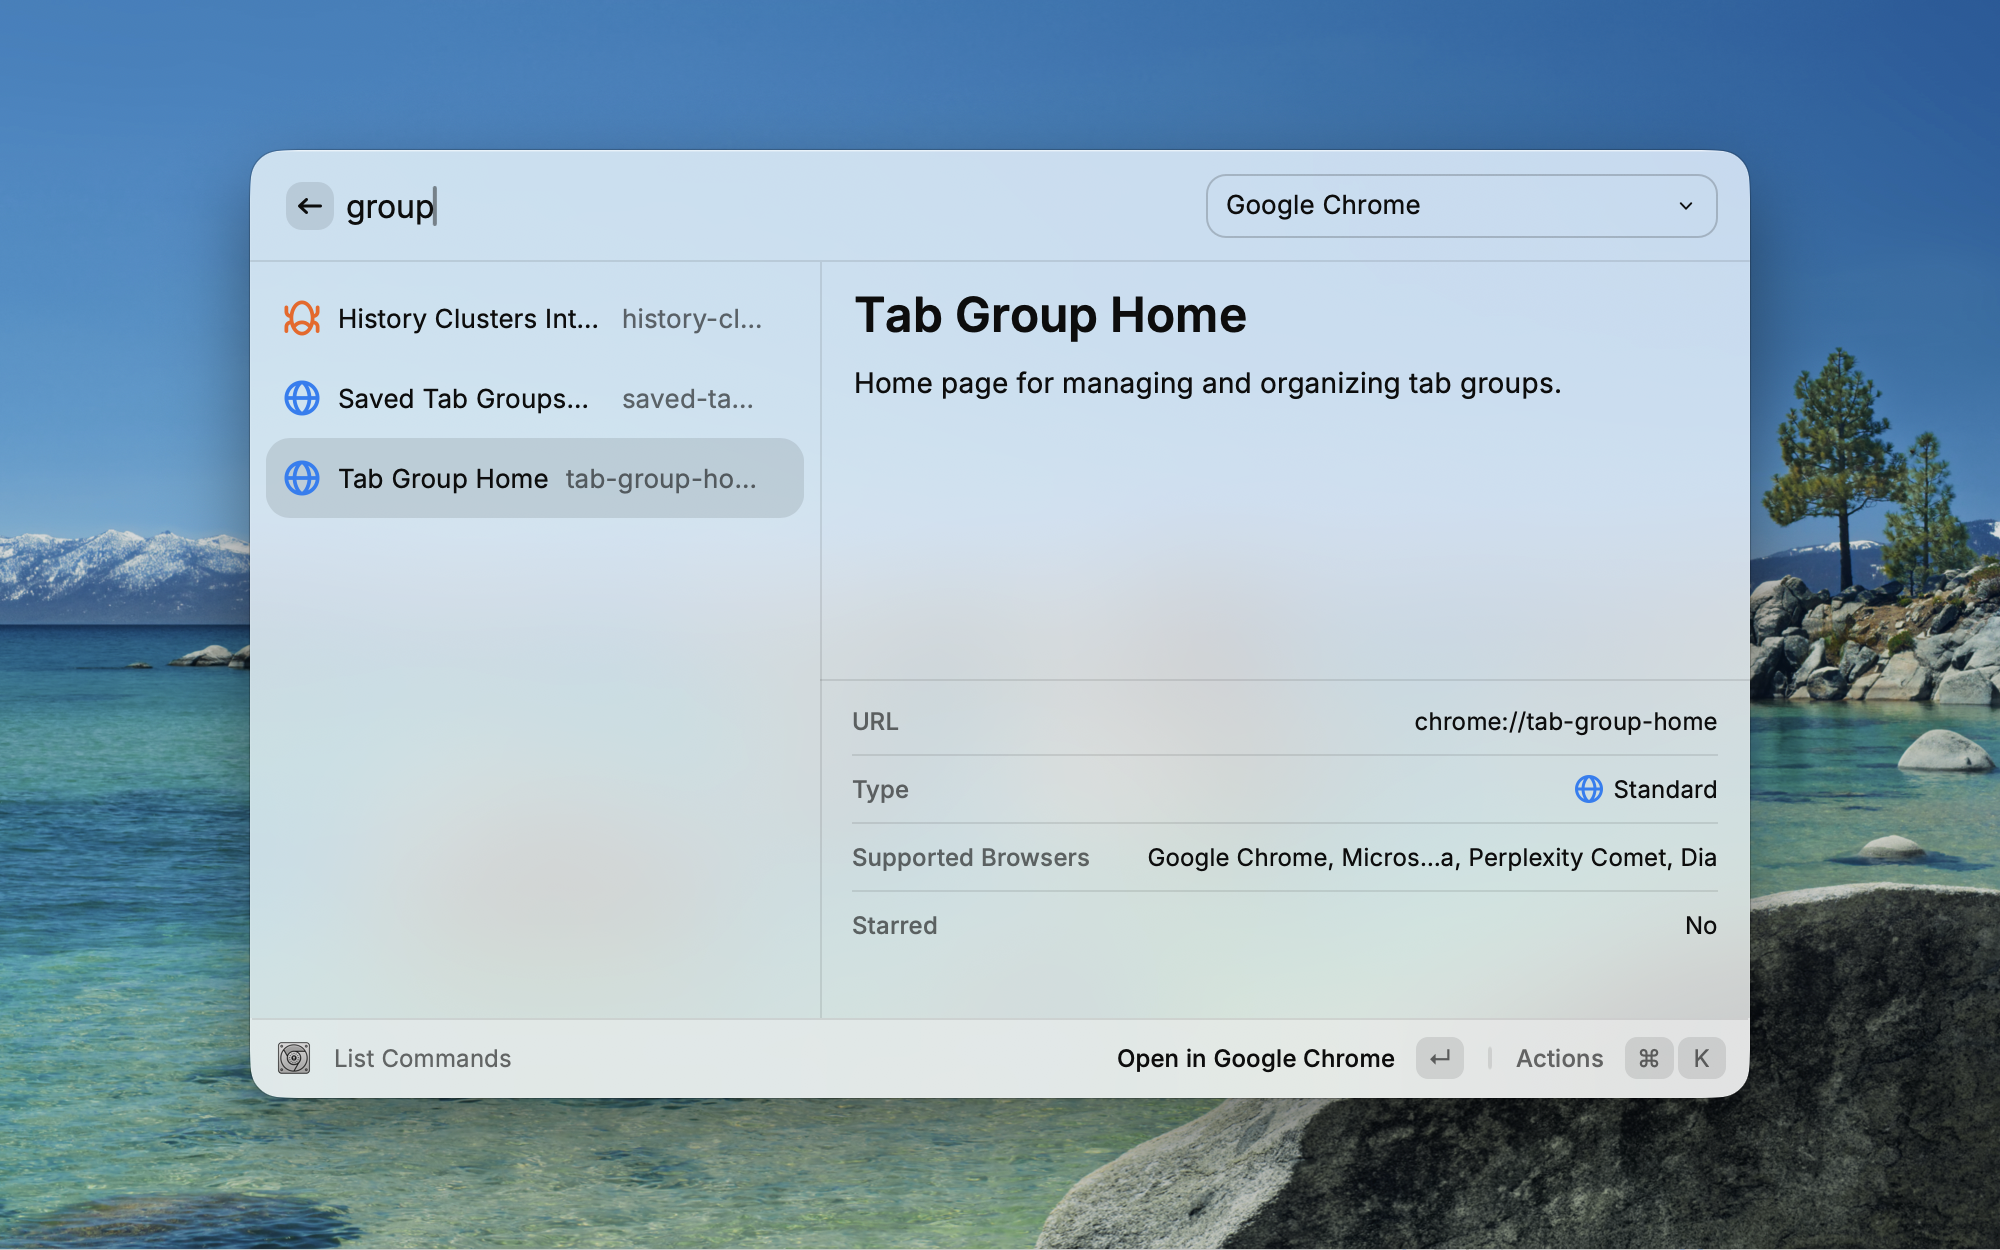 group
Google Chrome
History Clusters Int... history-cl...
Saved Tab Groups... saved-ta...
Tab Group Home tab-group-ho...
Tab Group Home
Home page for managing and organizing tab groups.
URL chrome://tab-group-home
Type Standard
Supported Browsers Google Chrome, Micros...a, Perplexity Comet, Dia
Starred No
List Commands
Open in Google Chrome ↵ Actions ⌘ K